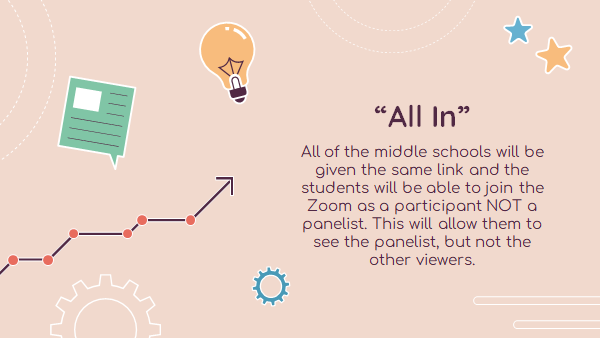 “All In”
All of the middle schools will be
given the same link and the
students will be able to join the
Zoom as a participant NOT a
panelist. This will allow them to
see the panelist, but not the
other viewers.